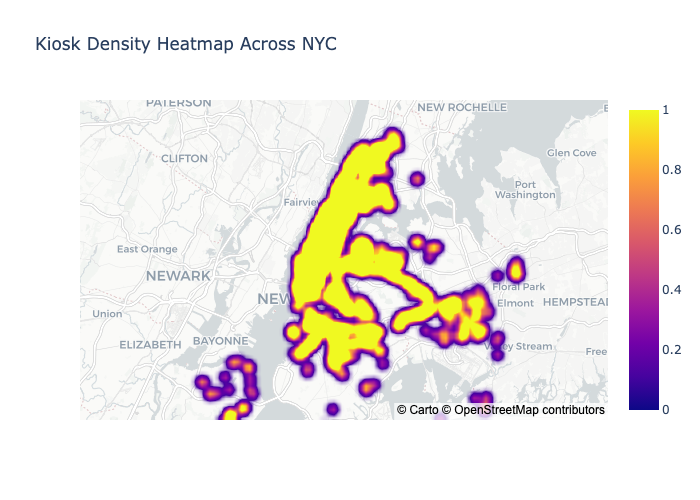 Kiosk Density Heatmap Across NYC
PATERSON
NEW ROCHELLE
CLIFTON
Glen Cove
Port
Washington
Fairview
East Orange
NEWARK
NEW
Floral Park
Elmont
HEMPSTEAD
Union
ELIZABETH
BAYONNE
Valley Stream
Free
© Carto © OpenStreetMap contributors
1
0.8
0.6
0.4
0.2
0